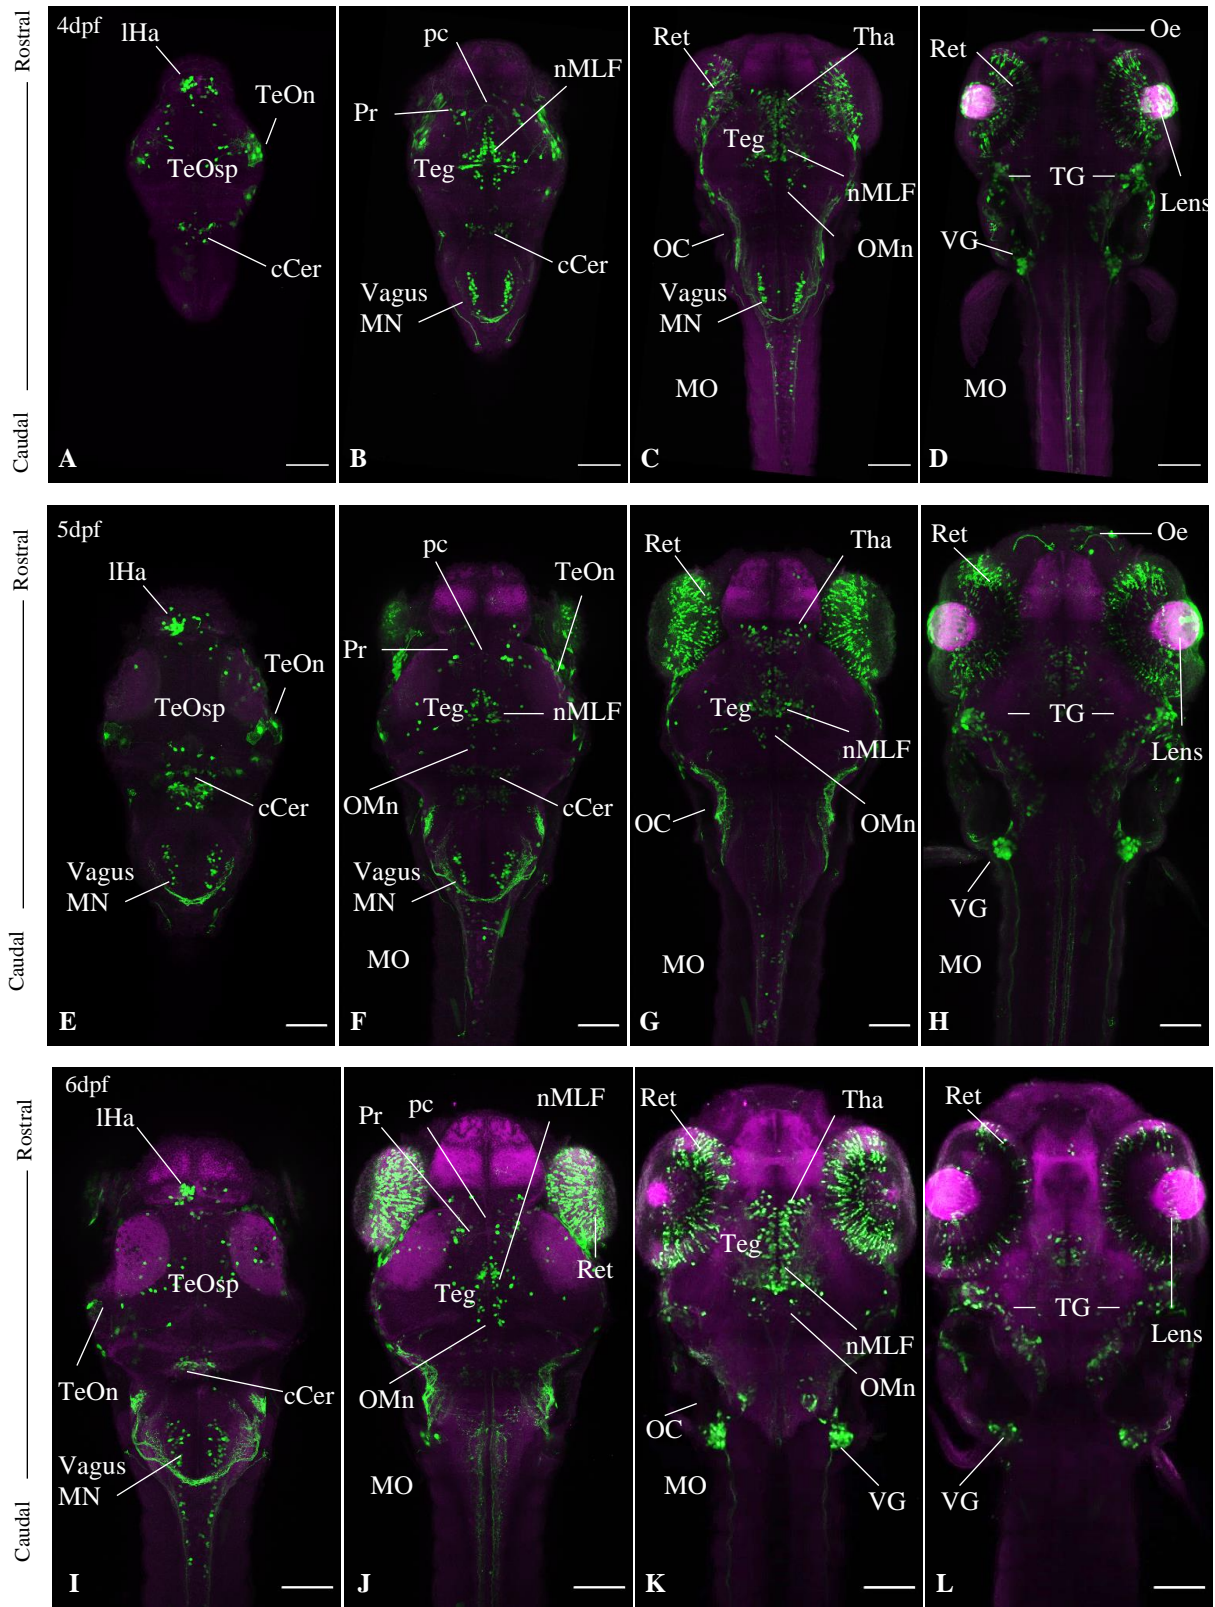 Rostral
Caudal
4dpf
lHa
TeOn
TeOsp
cCer
A
pc
nMLF
Pr
Teg
cCer
Vagus
MN
B
Ret
Tha
Teg
nMLF
OC
OMn
Vagus
MN
MO
C
Oe
Ret
TG
Lens
VG
MO
D
Rostral
Caudal
5dpf
lHa
TeOn
TeOsp
cCer
Vagus
MN
E
pc
TeOn
Pr
Teg
nMLF
OMn
cCer
Vagus
MN
MO
F
Ret
Tha
Teg
nMLF
OC
OMn
MO
G
Ret
Oe
TG
Lens
VG
MO
H
Rostral
Caudal
6dpf
lHa
TeOsp
TeOn
cCer
Vagus
MN
I
nMLF
pc
Pr
Ret
Teg
OMn
MO
J
Ret
Tha
Teg
nMLF
OMn
OC
MO
VG
K
Ret
TG
Lens
VG
L